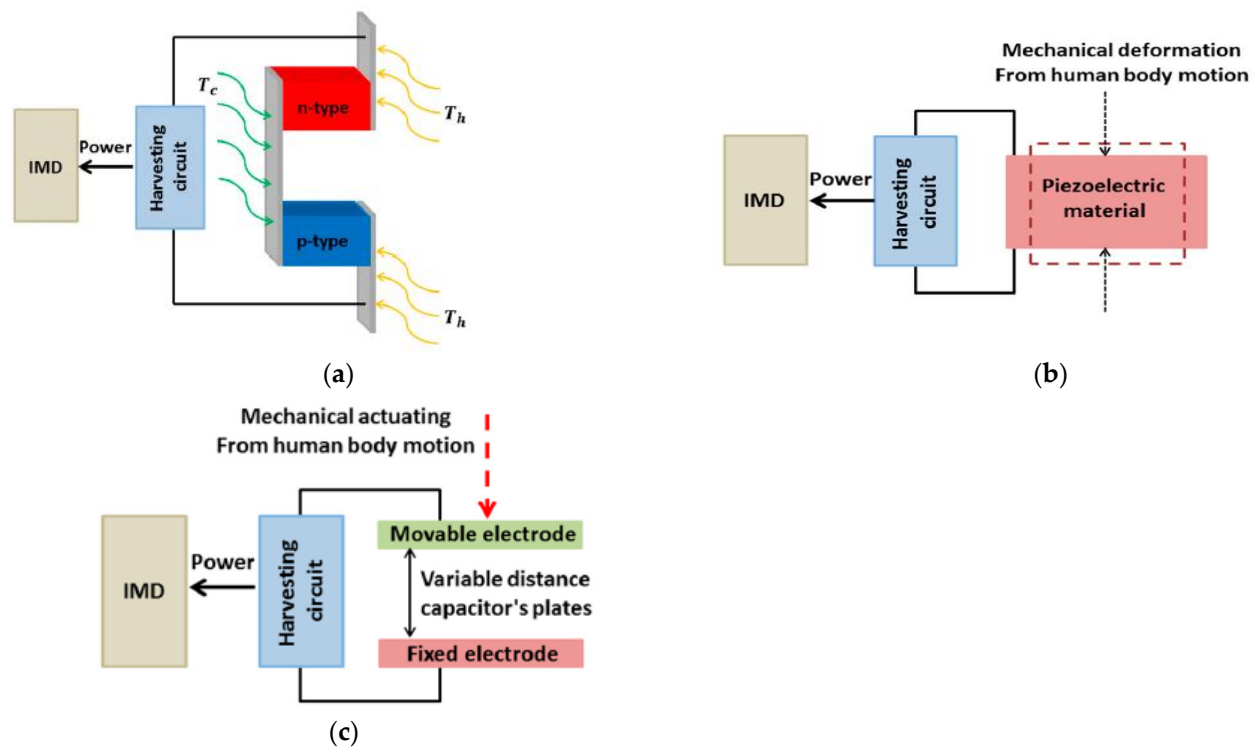 T_c
n-type
T_h
IMD
Power
Harvesting
circuit
p-type
T_h
(a)
Mechanical deformation
From human body motion
IMD
Power
Harvesting
circuit
Piezoelectric
material
(b)
Mechanical actuating
From human body motion
IMD
Power
Harvesting
circuit
Movable electrode
Variable distance
capacitor's plates
Fixed electrode
(c)